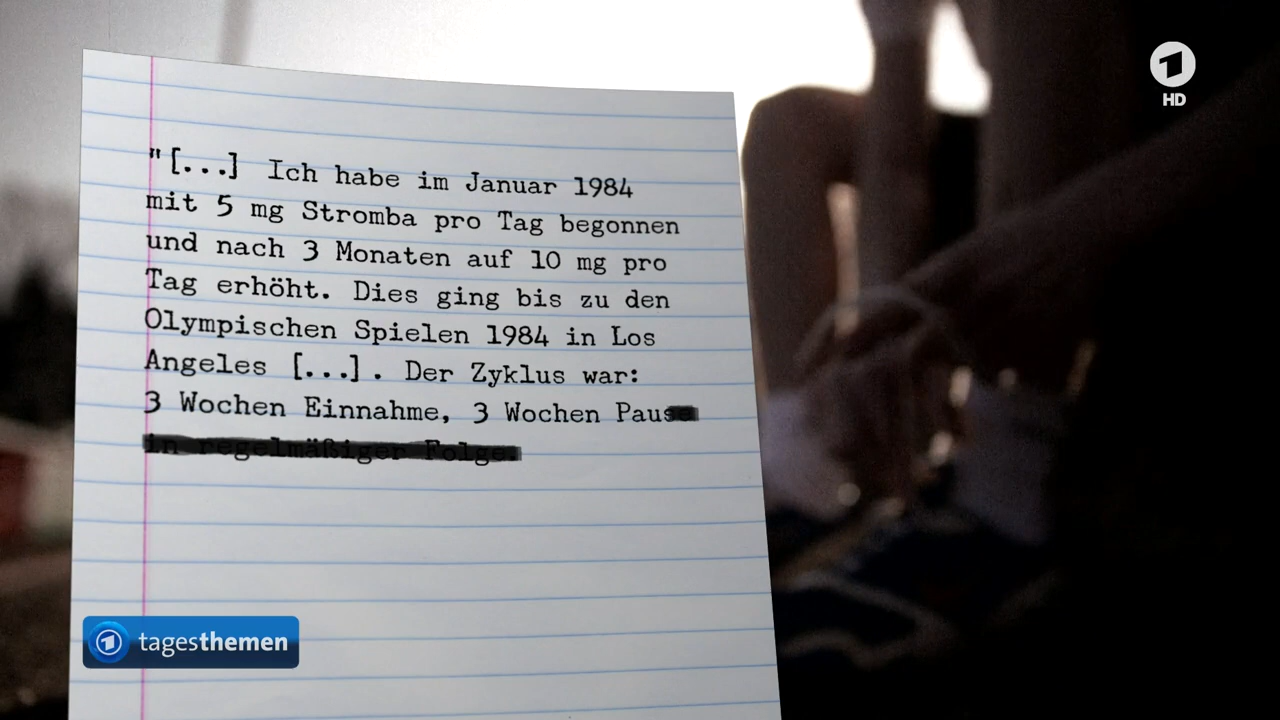 "[...] Ich habe im Januar 1984
mit 5 mg Stromba pro Tag begonnen
und nach 3 Monaten auf 10 mg pro
Tag erhöht. Dies ging bis zu den
Olympischen Spielen 1984 in Los
Angeles [...]. Der Zyklus war:
3 Wochen Einnahme, 3 Wochen Pause
in regelmäßiger Folge.
1 tagesthemen
1
HD